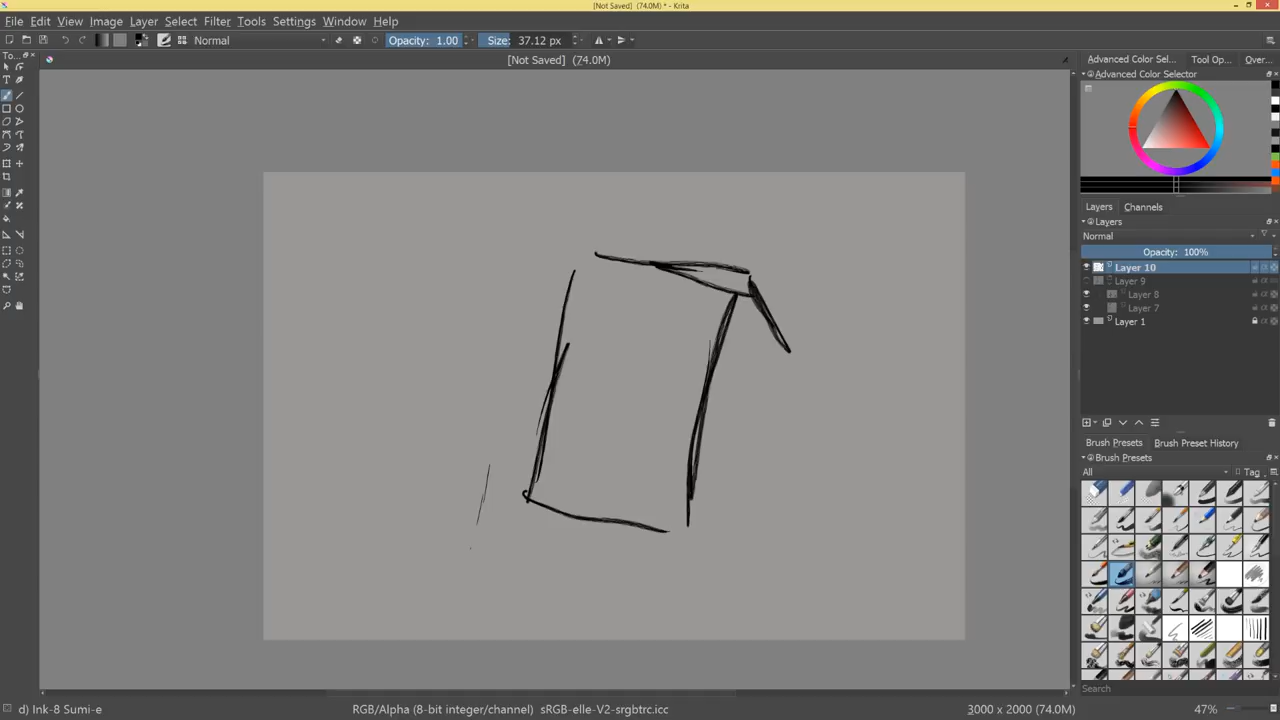 [Not Saved] (74.0M) * - Krita
File Edit View Image Layer Select Filter Tools Settings Window Help
Normal Opacity: 1.00 Size: 37.12 px
To...
[Not Saved] (74.0M)
Advanced Color Sel... Tool Op... Over...
Advanced Color Selector
Layers Channels
Layers
Normal
Opacity: 100%
Layer 10
Layer 9
Layer 8
Layer 7
Layer 1
Brush Presets Brush Preset History
Brush Presets
All Tag
Search
d) Ink-8 Sumi-e RGB/Alpha (8-bit integer/channel) sRGB-elle-V2-srgbtrc.icc 3000 x 2000 (74.0M) 47%